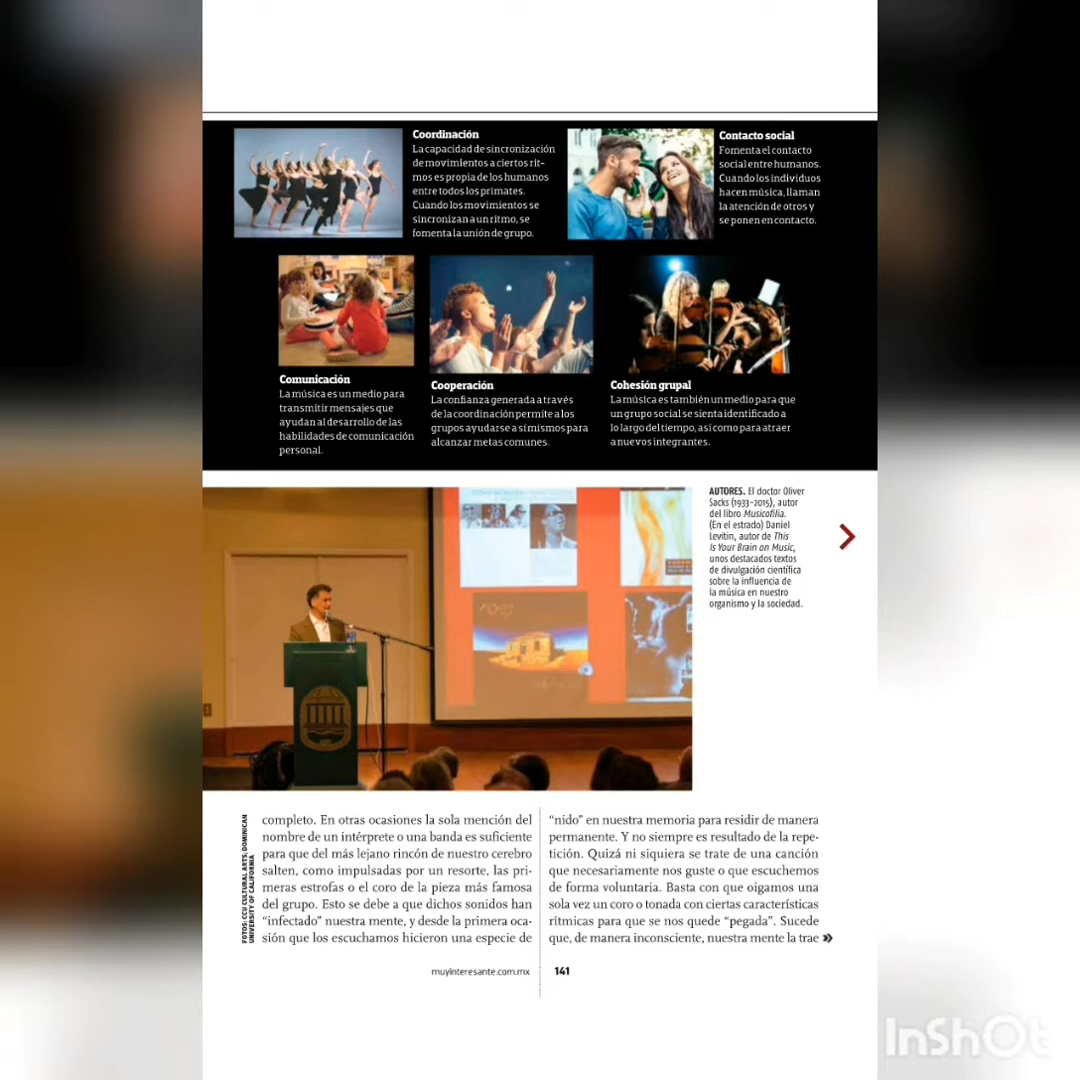 Coordinación
La capacidad de sincronización
de movimientos a ciertos rit-
mos es propia de los humanos
entre todos los primates.
Cuando los movimientos se
sincronizan a un ritmo, se
fomenta la unión de grupo.
Contacto social
Fomenta el contacto
social entre humanos.
Cuando los individuos
hacen música, llaman
la atención de otros y
se ponen en contacto.
Comunicación
La música es un medio para
transmitir mensajes que
ayudan al desarrollo de las
habilidades de comunicación
personal.
Cooperación
La confianza generada a través
de la coordinación permite a los
grupos ayudarse a sí mismos para
alcanzar metas comunes.
Cohesión grupal
La música es también un medio para que
un grupo social se sienta identificado a
lo largo del tiempo, así como para atraer
a nuevos integrantes.
AUTORES. El doctor Oliver
Sacks (1933-2015), autor
del libro Musicofilia.
(En el estrado) Daniel
Levitin, autor de This
Is Your Brain on Music,
unos destacados textos
de divulgación científica
sobre la influencia de
la música en nuestro
organismo y la sociedad.
FOTOS: CCU CULTURAL ARTS; DOMINICAN
UNIVERSITY OF CALIFORNIA
completo. En otras ocasiones la sola mención del
nombre de un intérprete o una banda es suficiente
para que del más lejano rincón de nuestro cerebro
salten, como impulsadas por un resorte, las pri-
meras estrofas o el coro de la pieza más famosa
del grupo. Esto se debe a que dichos sonidos han
“infectado” nuestra mente, y desde la primera oca-
sión que los escuchamos hicieron una especie de
“nido” en nuestra memoria para residir de manera
permanente. Y no siempre es resultado de la repe-
tición. Quizá ni siquiera se trate de una canción
que necesariamente nos guste o que escuchemos
de forma voluntaria. Basta con que oigamos una
sola vez un coro o tonada con ciertas características
rítmicas para que se nos quede “pegada”. Sucede
que, de manera inconsciente, nuestra mente la trae »
muyinteresante.com.mx 141
InShOt